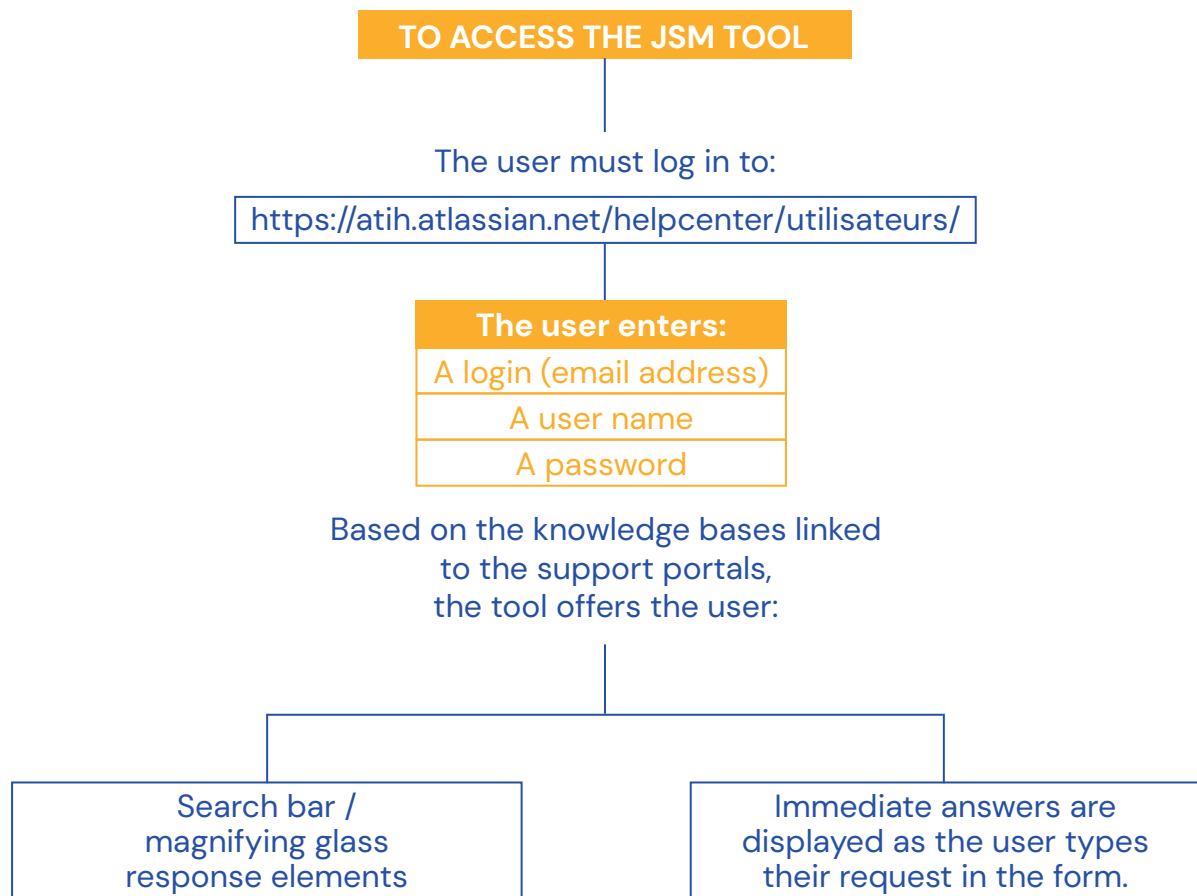 TO ACCESS THE JSM TOOL
The user must log in to:
https://atih.atlassian.net/helpcenter/utilisateurs/
The user enters:
A login (email address)
A user name
A password
Based on the knowledge bases linked
to the support portals,
the tool offers the user:
Search bar /
magnifying glass
response elements
Immediate answers are
displayed as the user types
their request in the form.